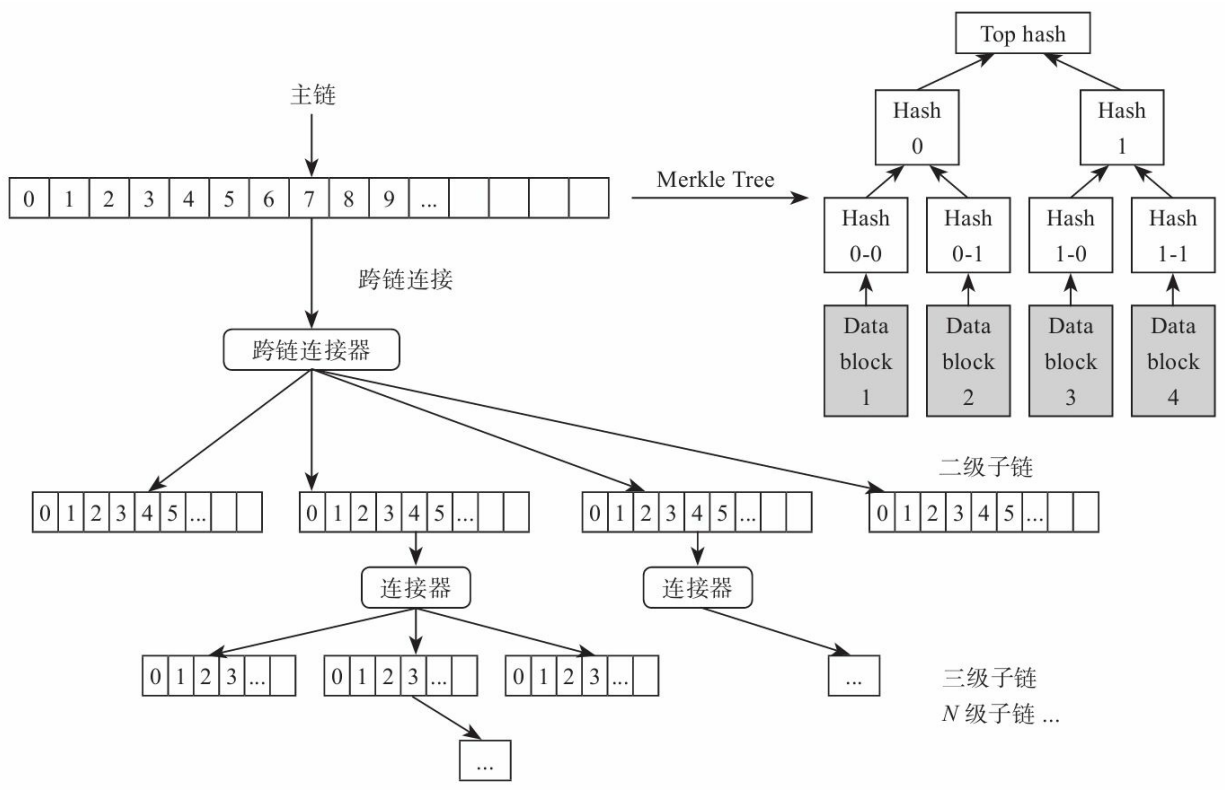 Top hash
主链
Hash
0
Hash
1
0 1 2 3 4 5 6 7 8 9 ...
Merkle Tree
Hash
0-0
Hash
0-1
Hash
1-0
Hash
1-1
跨链连接
Data
block
1
Data
block
2
Data
block
3
Data
block
4
跨链连接器
二级子链
0 1 2 3 4 5 ...
0 1 2 3 4 5 ...
0 1 2 3 4 5 ...
0 1 2 3 4 5 ...
连接器
连接器
0 1 2 3 ...
0 1 2 3 ...
0 1 2 3 ...
...
三级子链
N 级子链 ...
...